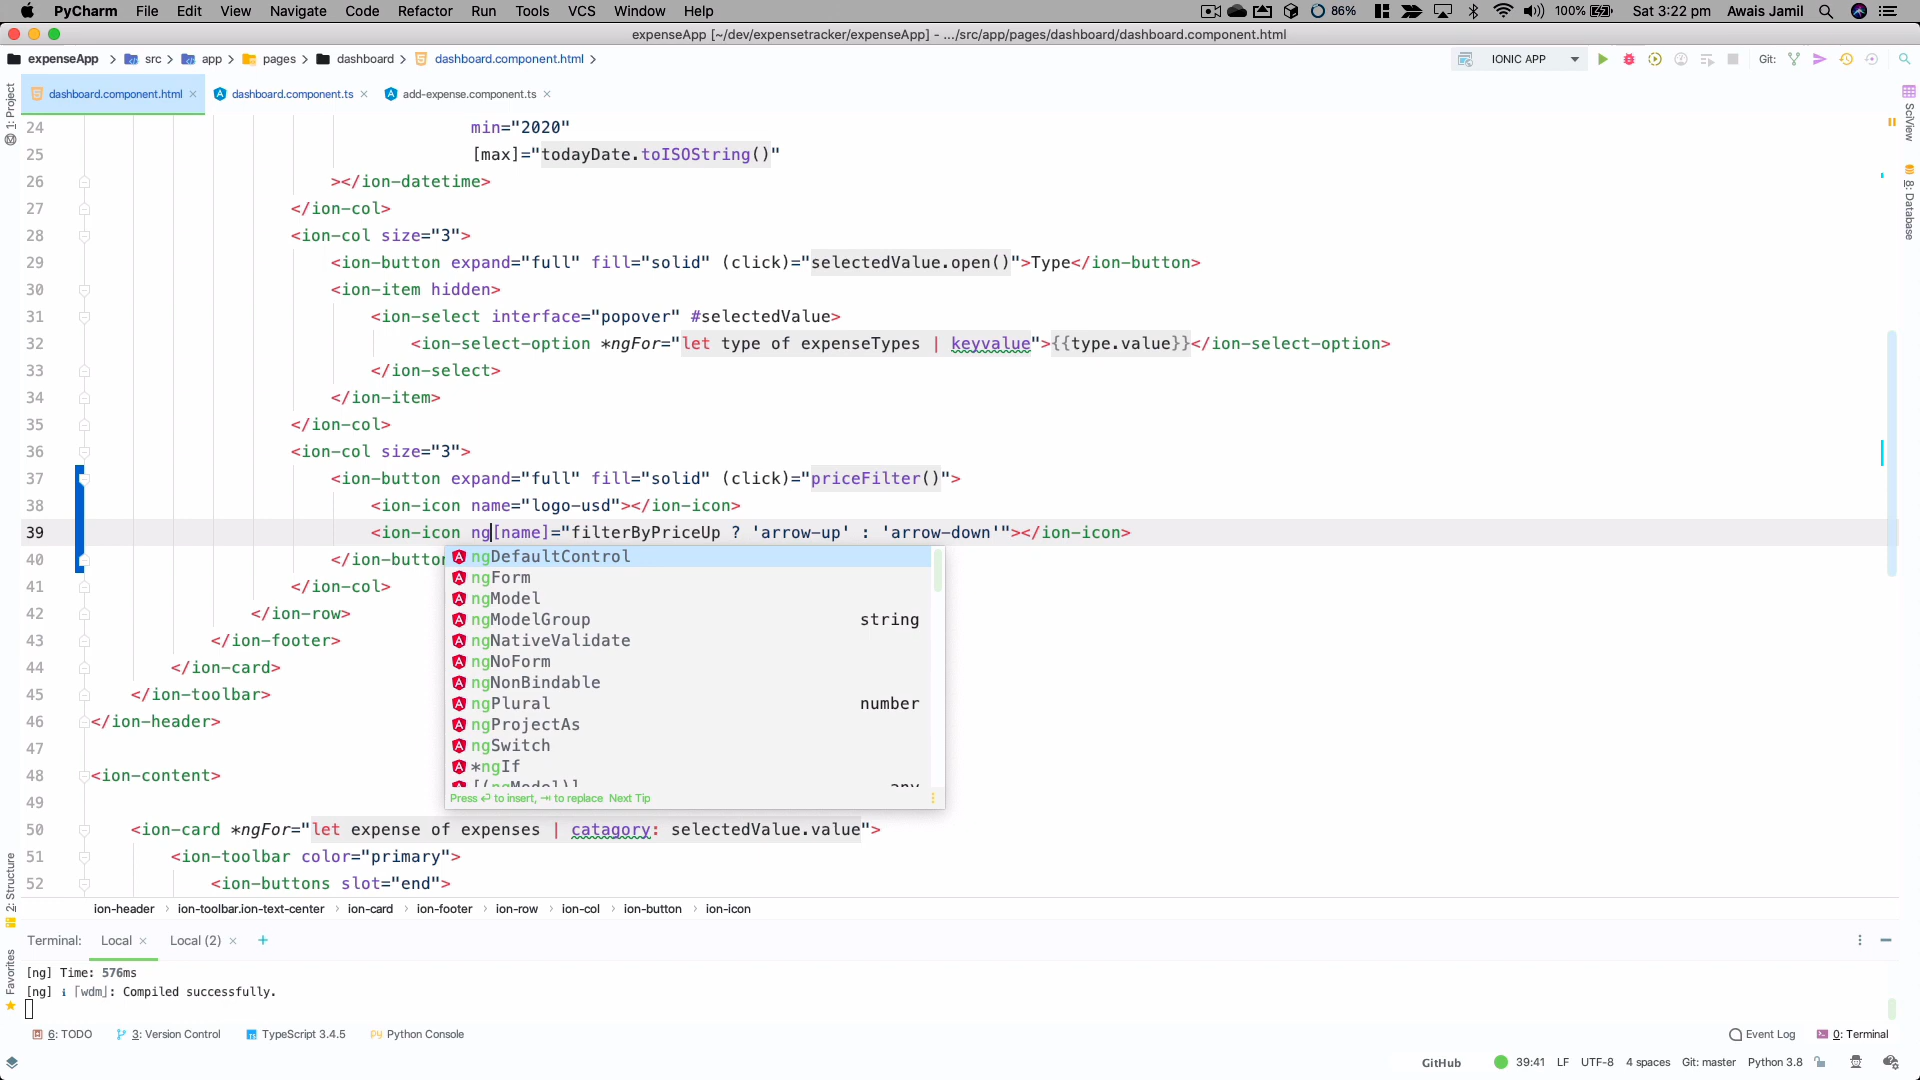 PyCharm File Edit View Navigate Code Refactor Run Tools VCS Window Help 86% 100% Sat 3:22 pm Awais Jamil
expenseApp [~/dev/expensetracker/expenseApp] - .../src/app/pages/dashboard/dashboard.component.html
expenseApp src app pages dashboard dashboard.component.html IONIC APP Git:
dashboard.component.html dashboard.component.ts add-expense.component.ts
1: Project
SciView
8: Database
24 min="2020"
25 [max]="todayDate.toISOString()"
26 ></ion-datetime>
27 </ion-col>
28 <ion-col size="3">
29 <ion-button expand="full" fill="solid" (click)="selectedValue.open()">Type</ion-button>
30 <ion-item hidden>
31 <ion-select interface="popover" #selectedValue>
32 <ion-select-option *ngFor="let type of expenseTypes | keyvalue">{{type.value}}</ion-select-option>
33 </ion-select>
34 </ion-item>
35 </ion-col>
36 <ion-col size="3">
37 <ion-button expand="full" fill="solid" (click)="priceFilter()">
38 <ion-icon name="logo-usd"></ion-icon>
39 <ion-icon ng[name]="filterByPriceUp ? 'arrow-up' : 'arrow-down'"></ion-icon>
40 </ion-button
41 </ion-col>
42 </ion-row>
43 </ion-footer>
44 </ion-card>
45 </ion-toolbar>
46 </ion-header>
47
48 <ion-content>
49
50 <ion-card *ngFor="let expense of expenses | catagory: selectedValue.value">
51 <ion-toolbar color="primary">
52 <ion-buttons slot="end">
ngDefaultControl
ngForm
ngModel
ngModelGroup string
ngNativeValidate
ngNoForm
ngNonBindable
ngPlural number
ngProjectAs
ngSwitch
*ngIf
[(ngModel)] any
Press ↵ to insert, ⇥ to replace Next Tip
2: Structure
Favorites
ion-header ion-toolbar.ion-text-center ion-card ion-footer ion-row ion-col ion-button ion-icon
Terminal: Local Local (2) +
[ng] Time: 576ms
[ng] ℹ ｢wdm｣: Compiled successfully.
6: TODO 3: Version Control TypeScript 3.4.5 Python Console Event Log 0: Terminal
GitHub 39:41 LF UTF-8 4 spaces Git: master Python 3.8